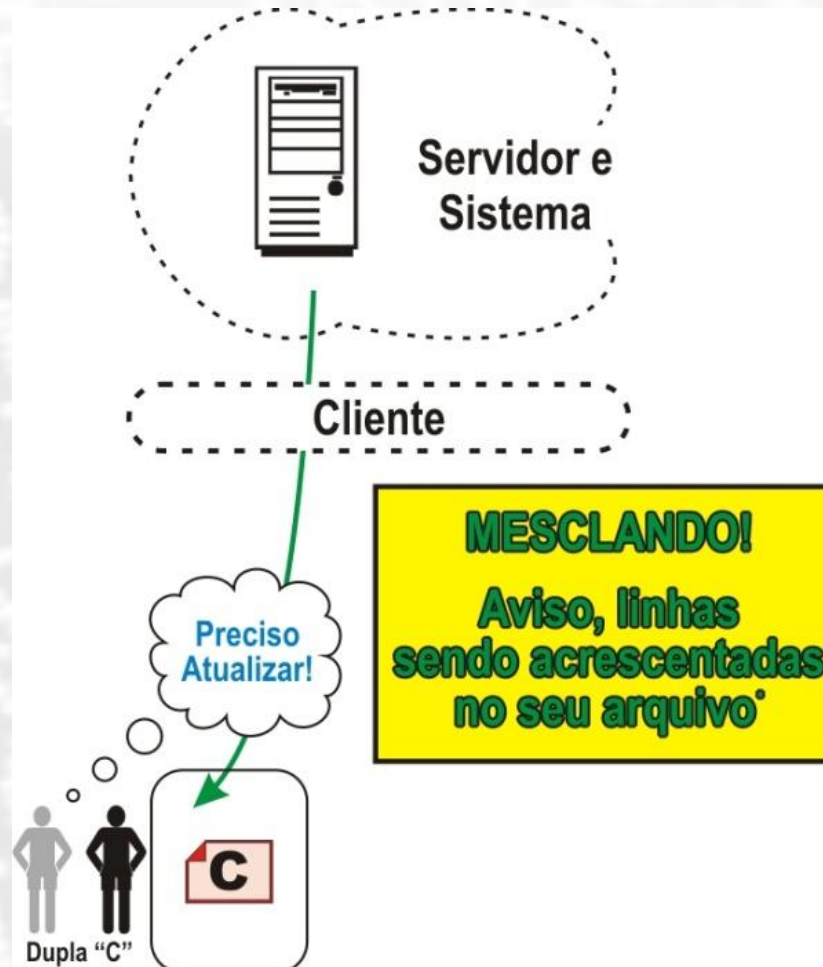 Servidor e
Sistema
Cliente
MESCLANDO!
Aviso, linhas
sendo acrescentadas
no seu arquivo*
Preciso
Atualizar!
C
Dupla “C”